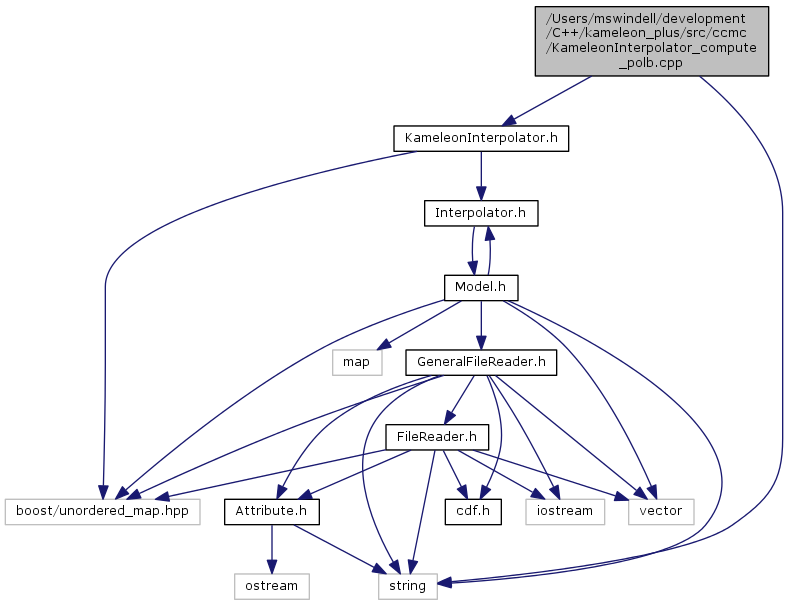 /Users/mswindell/development
/C++/kameleon_plus/src/ccmc
/KameleonInterpolator_compute
_polb.cpp
KameleonInterpolator.h
Interpolator.h
Model.h
map
GeneralFileReader.h
FileReader.h
boost/unordered_map.hpp
Attribute.h
cdf.h
iostream
vector
ostream
string